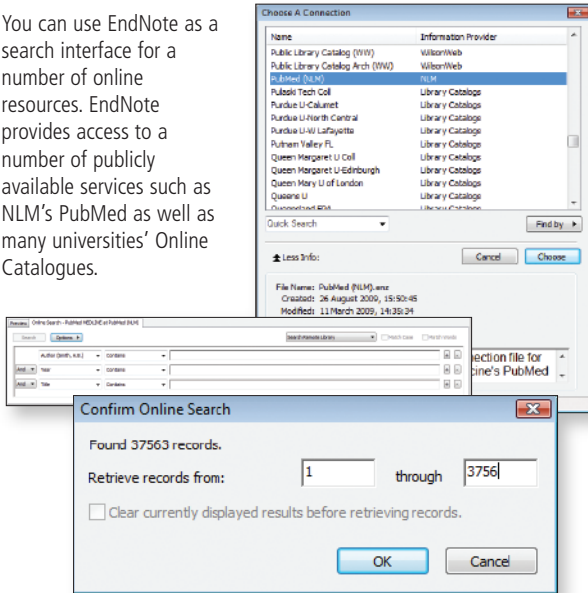 You can use EndNote as a
search interface for a
number of online
resources. EndNote
provides access to a
number of publicly
available services such as
NLM's PubMed as well as
many universities' Online
Catalogues.
Choose A Connection
Name Information Provider
Public Library Catalog (WW) WilsonWeb
Public Library Catalog Arch (WW) WilsonWeb
PubMed (NLM) NLM
Pulaski Tech Coll Library Catalogs
Purdue U-Calumet Library Catalogs
Purdue U-North Central Library Catalogs
Purdue U-W Lafayette Library Catalogs
Putnam Valley FL Library Catalogs
Queen Margaret U Coll Library Catalogs
Queen Margaret U-Edinburgh Library Catalogs
Queen Mary U of London Library Catalogs
Queens U Library Catalogs
Library Catalogs
Quick Search Find by
Less Info: Cancel Choose
File Name: PubMed (NLM).enz
Created: 26 August 2009, 15:50:45
Modified: 11 March 2009, 14:35:34
ection file for
cine's PubMed
Preview Online Search - PubMed MEDLINE at PubMed (NLM)
Search Options Search Remote Library Match Case Match Words
Author (Smith, A.B.) Contains
And Year Contains
And Title Contains
Confirm Online Search
Found 37563 records.
Retrieve records from: 1 through 3756
Clear currently displayed results before retrieving records.
OK Cancel